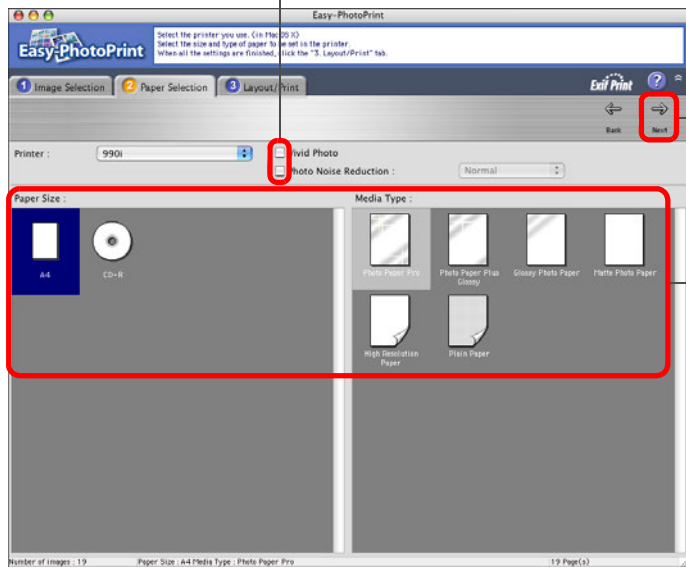 Easy-PhotoPrint
Easy-PhotoPrint
Select the printer you use. (in Mac OS X)
Select the size and type of paper to be set in the printer.
When all the settings are finished, click the "3. Layout/Print" tab.
1 Image Selection
2 Paper Selection
3 Layout/Print
Exif Print
?
Back
Next
Printer :
990i
Vivid Photo
Photo Noise Reduction :
Normal
Paper Size :
A4
CD-R
Media Type :
Photo Paper Pro
Photo Paper Plus
Glossy
Glossy Photo Paper
Matte Photo Paper
High Resolution
Paper
Plain Paper
Number of images : 19
Paper Size : A4 Media Type : Photo Paper Pro
19 Page(s)